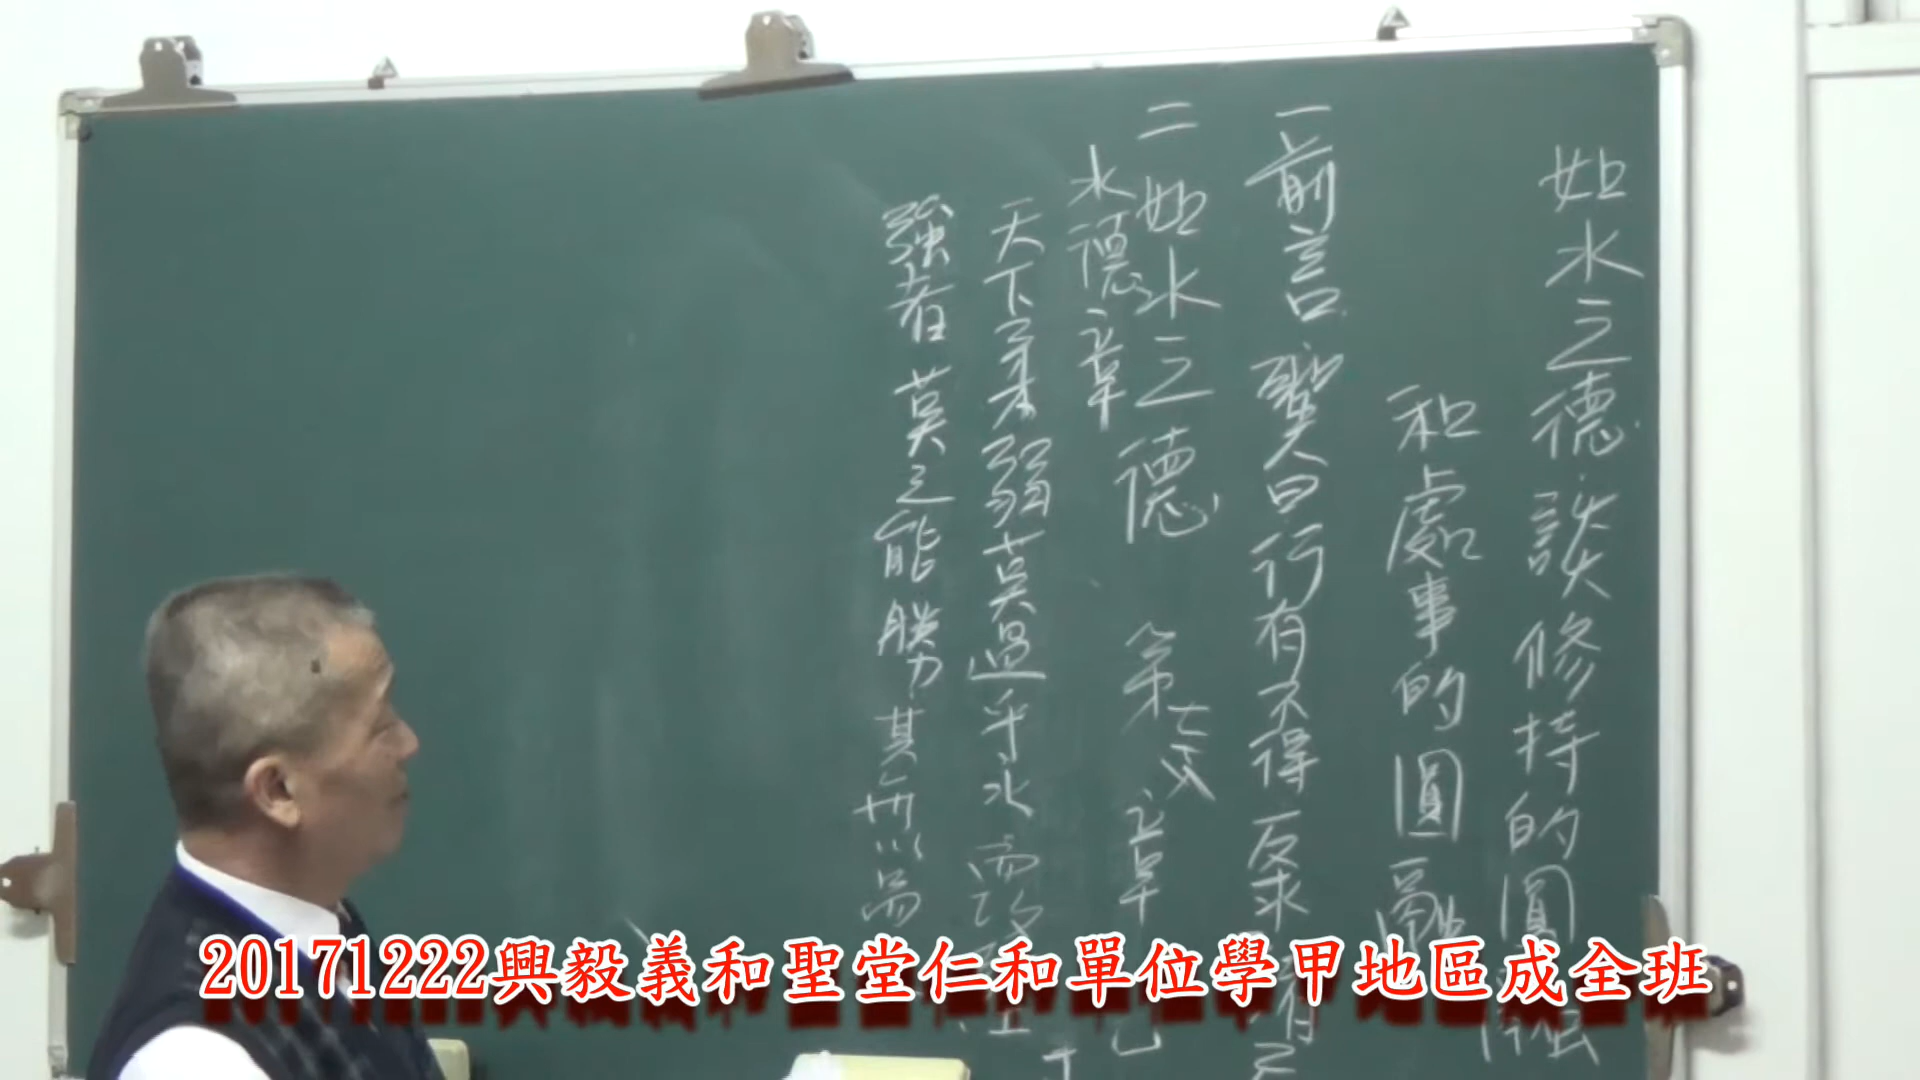 如水之德談修持的圓融
和處事的圓融
一前言 聖人曰行有不得反求
二如水之德 第七十八章
水德章
天下柔弱莫過乎水而攻
強者莫之能勝其無以易
20171222興毅義和聖堂仁和單位學甲地區成全班